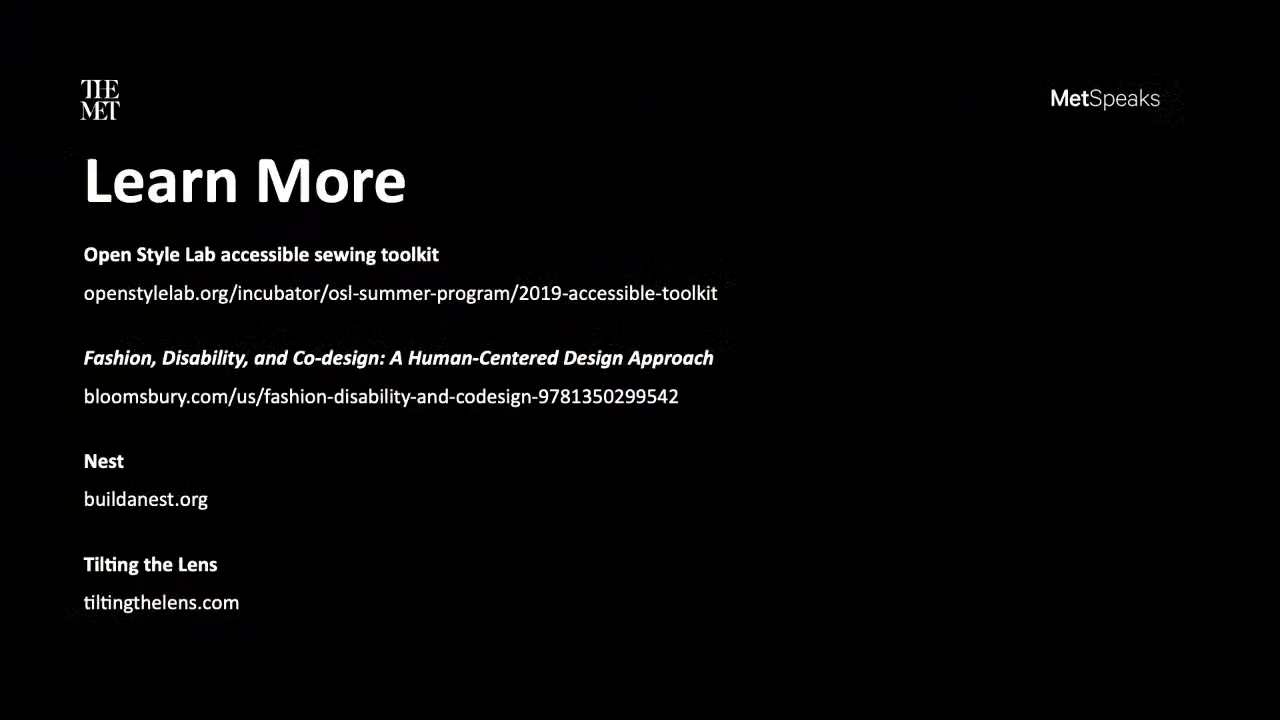 THE
MET
MetSpeaks
Learn More
Open Style Lab accessible sewing toolkit
openstylelab.org/incubator/osl-summer-program/2019-accessible-toolkit
Fashion, Disability, and Co-design: A Human-Centered Design Approach
bloomsbury.com/us/fashion-disability-and-codesign-9781350299542
Nest
buildanest.org
Tilting the Lens
tiltingthelens.com